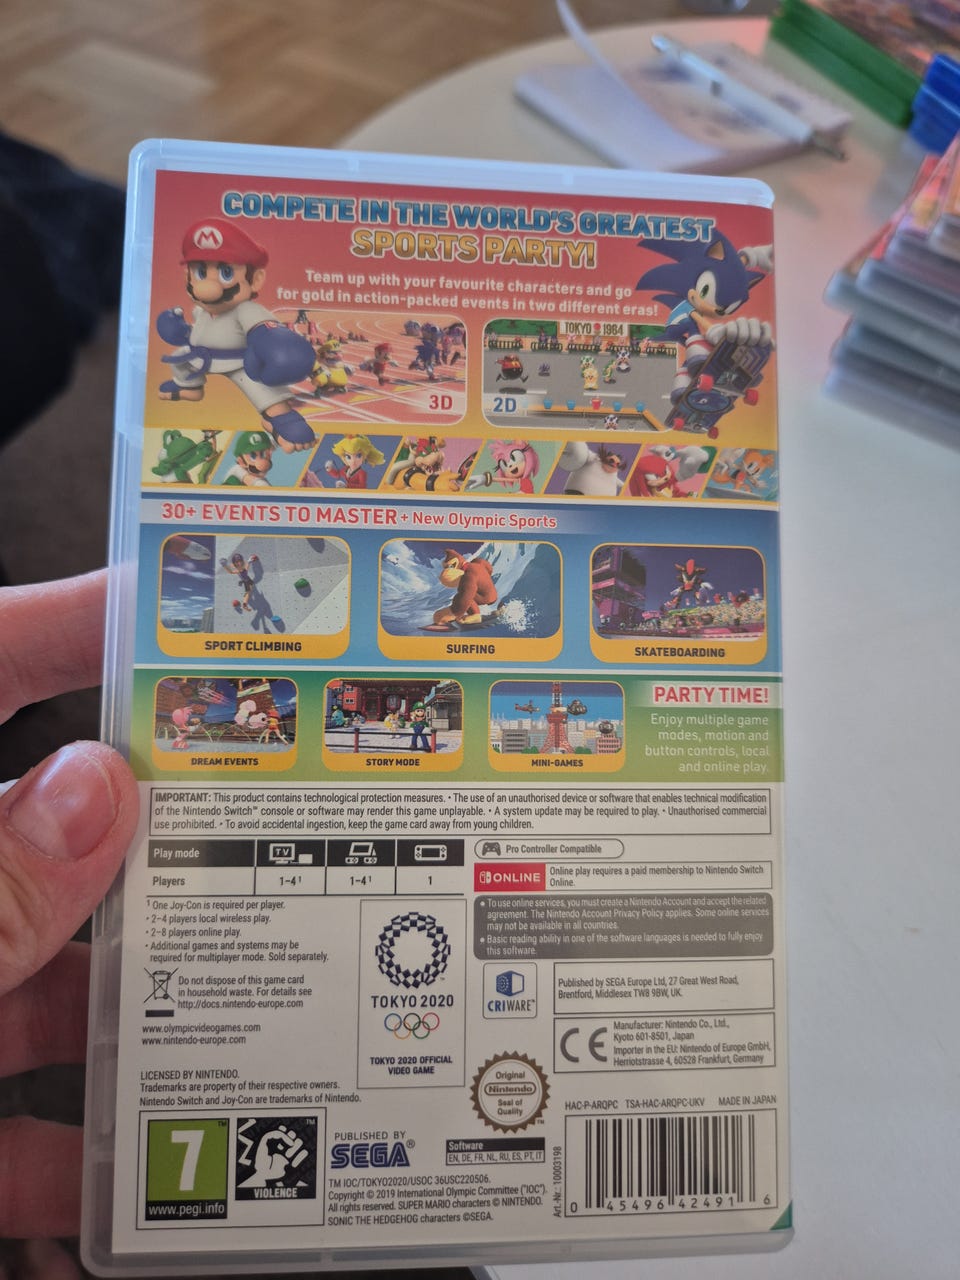 COMPETE IN THE WORLD'S GREATEST
SPORTS PARTY!
Team up with your favourite characters and go
for gold in action-packed events in two different eras!
3D
TOKYO 1964
2D
30+ EVENTS TO MASTER + New Olympic Sports
SPORT CLIMBING
SURFING
SKATEBOARDING
DREAM EVENTS
STORY MODE
MINI-GAMES
PARTY TIME!
Enjoy multiple game
modes, motion and
button controls, local
and online play.
IMPORTANT: This product contains technological protection measures. • The use of an unauthorised device or software that enables technical modification
of the Nintendo Switch™ console or software may render this game unplayable. • A system update may be required to play. • Unauthorised commercial
use prohibited. • To avoid accidental ingestion, keep the game card away from young children.
Play mode
TV
Players
1-4¹
1-4¹
1
¹ One Joy-Con is required per player.
• 2-4 players local wireless play.
• 2-8 players online play.
• Additional games and systems may be
required for multiplayer mode. Sold separately.
Do not dispose of this game card
in household waste. For details see
http://docs.nintendo-europe.com
www.olympicvideogames.com
www.nintendo-europe.com
LICENSED BY NINTENDO.
Trademarks are property of their respective owners.
Nintendo Switch and Joy-Con are trademarks of Nintendo.
Pro Controller Compatible
ONLINE
Online play requires a paid membership to Nintendo Switch
Online.
• To use online services, you must create a Nintendo Account and accept the related
agreement. The Nintendo Account Privacy Policy applies. Some online services
may not be available in all countries.
• Basic reading ability in one of the software languages is needed to fully enjoy
this software.
TOKYO 2020
TOKYO 2020 OFFICIAL
VIDEO GAME
CRIWARE™
Published by SEGA Europe Ltd, 27 Great West Road,
Brentford, Middlesex TW8 9BW, UK.
CE
Manufacturer: Nintendo Co., Ltd.,
Kyoto 601-8501, Japan
Importer in the EU: Nintendo of Europe GmbH,
Herriotstrasse 4, 60528 Frankfurt, Germany
Original
Nintendo
Seal of
Quality
TM
HAC-P-ARQPC TSA-HAC-ARQPC-UKV MADE IN JAPAN
7
www.pegi.info
VIOLENCE
PUBLISHED BY
SEGA®
Software
EN, DE, FR, NL, RU, ES, PT, IT
TM IOC/TOKYO2020/USOC 36USC220506.
Copyright © 2019 International Olympic Committee ("IOC").
All rights reserved. SUPER MARIO characters © NINTENDO.
SONIC THE HEDGEHOG characters ©SEGA.
Art.-Nr.: 10003198
0 45496 42491 6